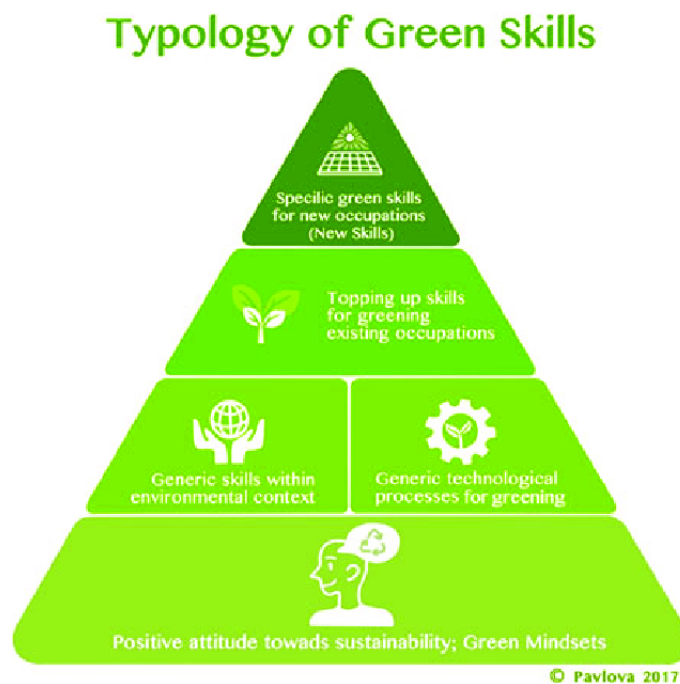 Typology of Green Skills
Specific green skills
for new occupations
(New Skills)
Topping up skills
for greening
existing occupations
Generic skills within
environmental context
Generic technological
processes for greening
Positive attitude towads sustainability; Green Mindsets
© Pavlova 2017